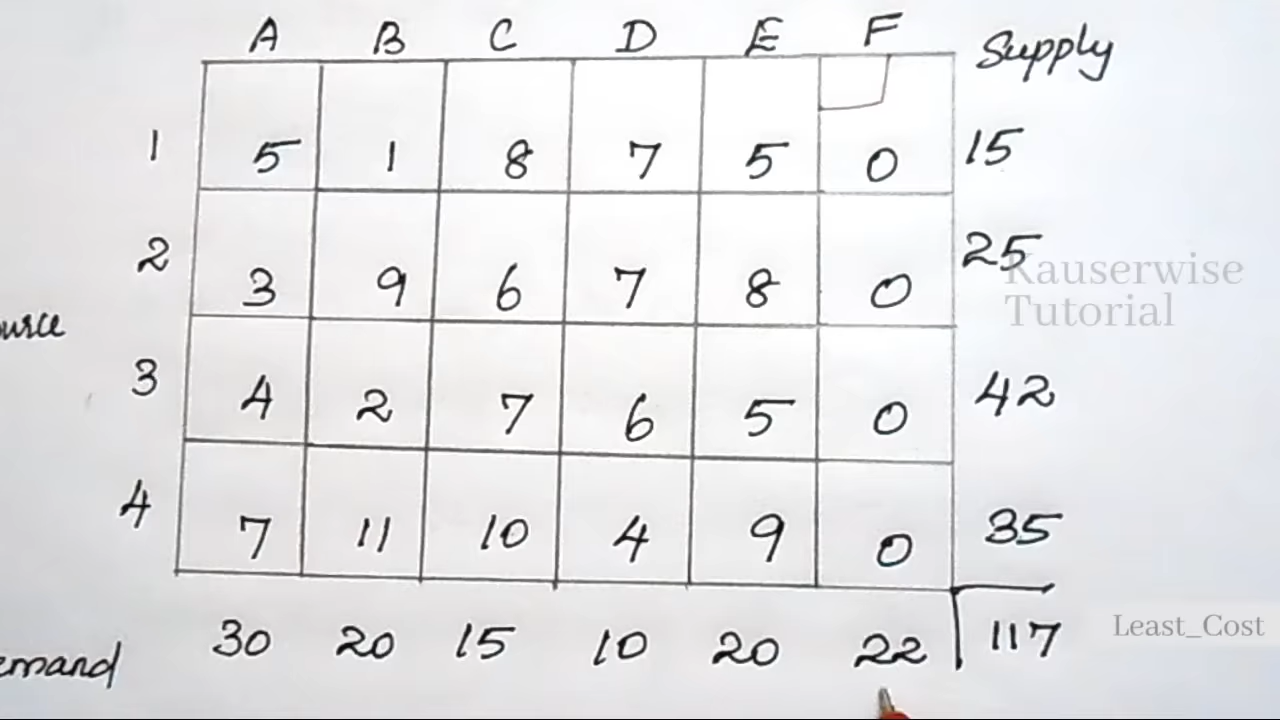 A B C D E F Supply
1 5 1 8 7 5 0 15
2 3 9 6 7 8 0 25
Kauserwise
Tutorial
3 4 2 7 6 5 0 42
4 7 11 10 4 9 0 35
30 20 15 10 20 22 117
Least_Cost